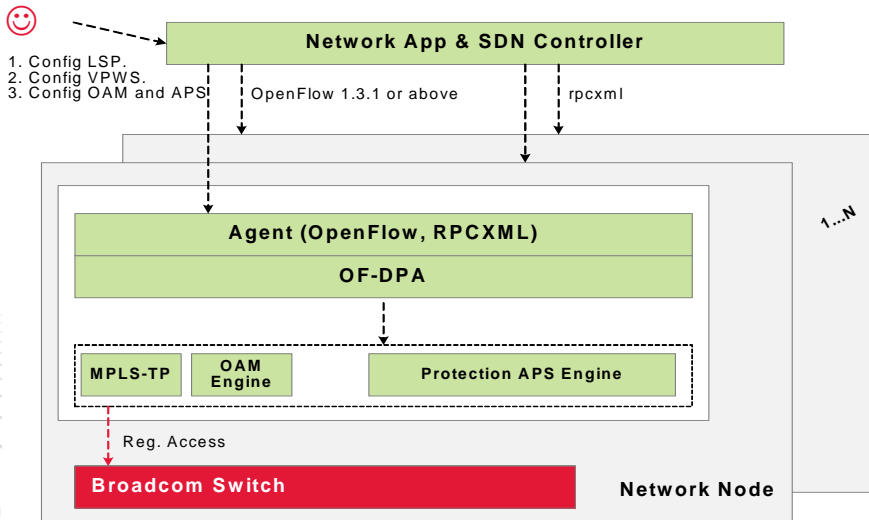 Network App & SDN Controller
1. Config LSP.
2. Config VPWS.
3. Config OAM and APS
OpenFlow 1.3.1 or above
rpcxml
1...N
Agent (OpenFlow, RPCXML)
OF-DPA
MPLS-TP
OAM
Engine
Protection APS Engine
Reg. Access
Broadcom Switch
Network Node